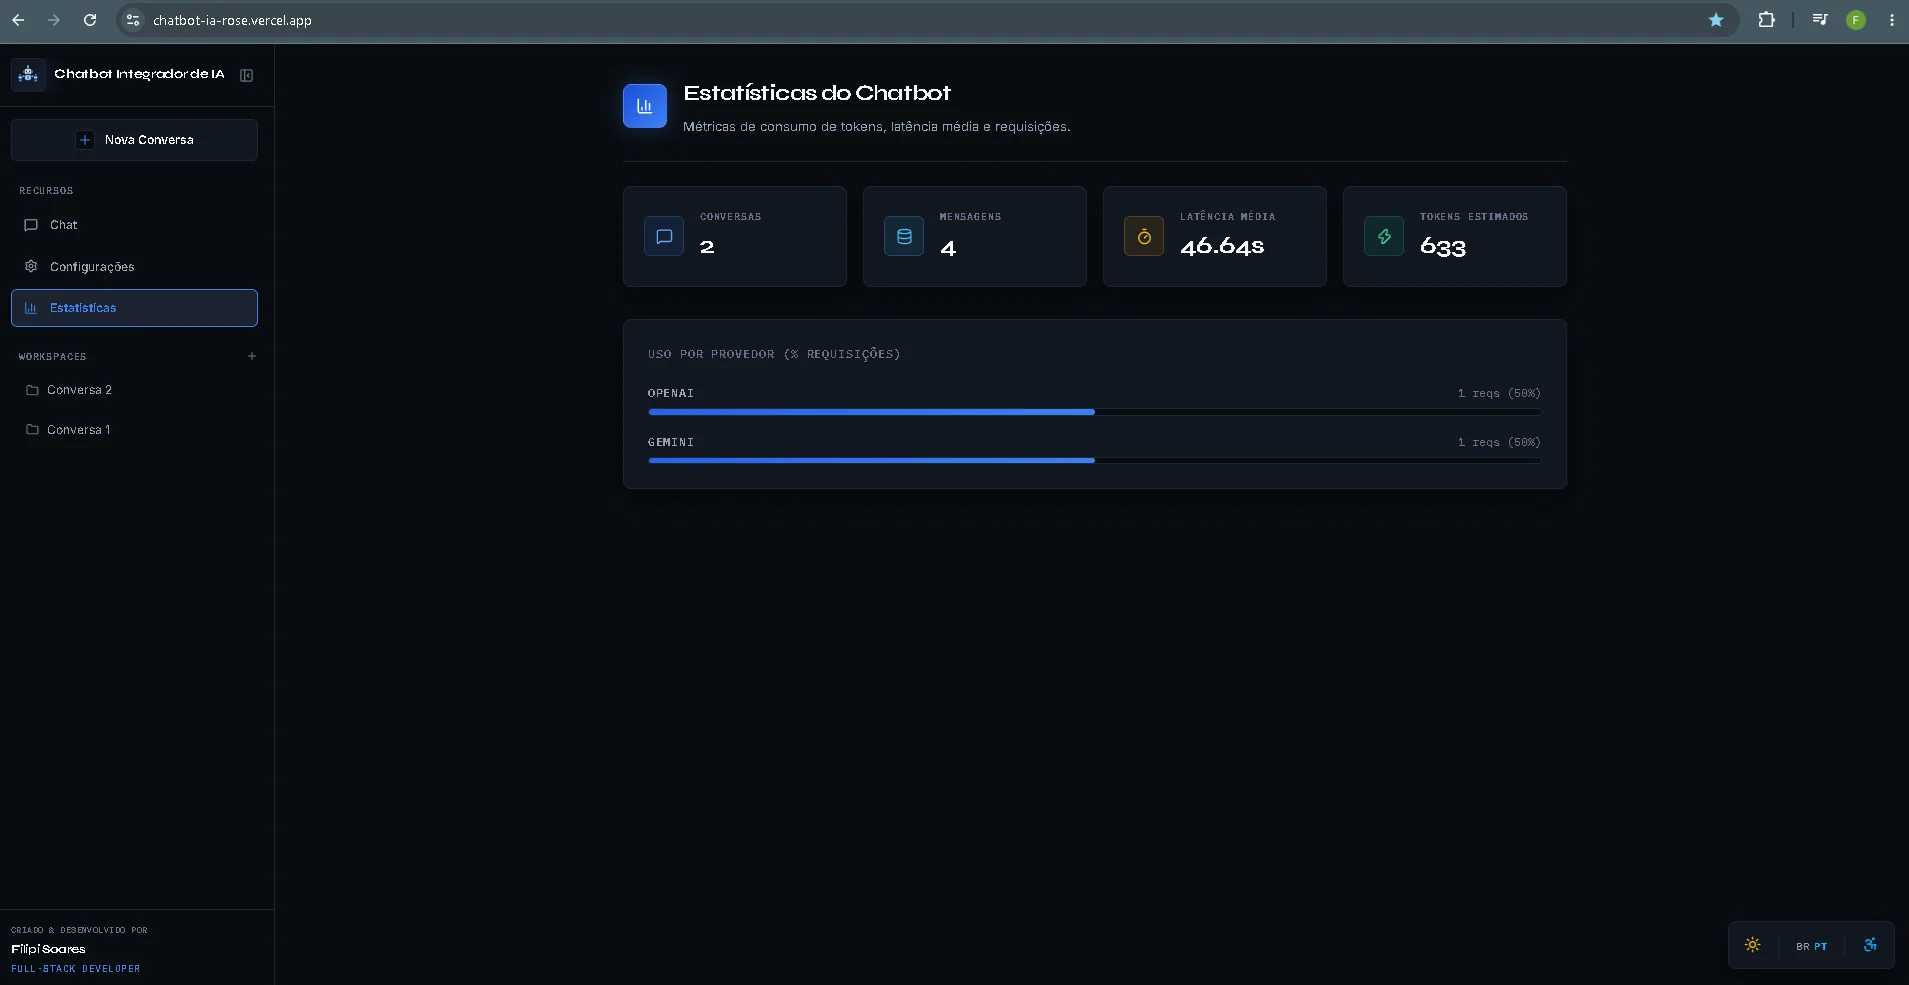 chatbot-ia-rose.vercel.app
F
Chatbot Integrador de IA
Nova Conversa
RECURSOS
Chat
Configurações
Estatísticas
WORKSPACES
Conversa 2
Conversa 1
CRIADO & DESENVOLVIDO POR
Filipi Soares
FULL-STACK DEVELOPER
Estatísticas do Chatbot
Métricas de consumo de tokens, latência média e requisições.
CONVERSAS
2
MENSAGENS
4
LATÊNCIA MÉDIA
46.64s
TOKENS ESTIMADOS
633
USO POR PROVEDOR (% REQUISIÇÕES)
OPENAI 1 reqs (50%)
GEMINI 1 reqs (50%)
BR PT